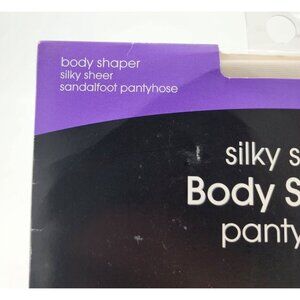 body shaper
silky sheer
sandalfoot pantyhose
silky s
Body S
panty